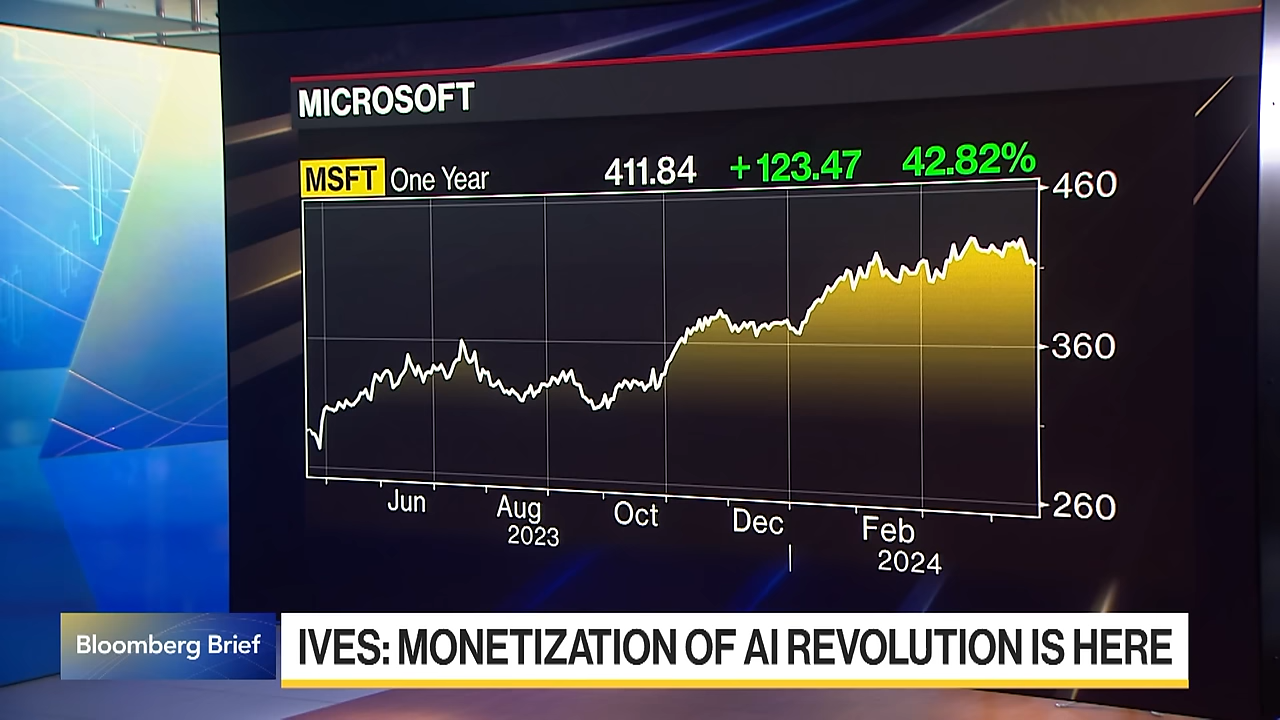 MICROSOFT
MSFT One Year 411.84 +123.47 42.82%
460
360
260
Jun Aug Oct Dec Feb
2023 2024
Bloomberg Brief
IVES: MONETIZATION OF AI REVOLUTION IS HERE